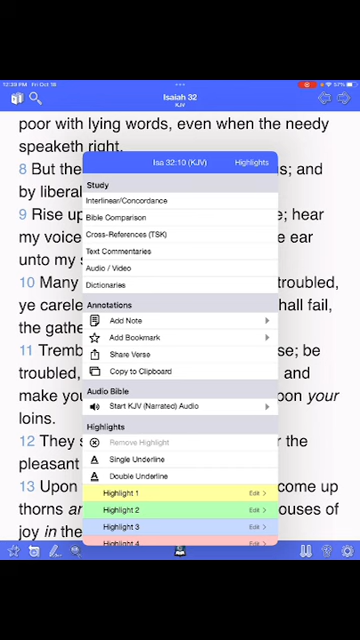 12:39 PM Fri Oct 18
57%
Isaiah 32
KJV
poor with lying words, even when the needy
speaketh right.
Isa 32:10 (KJV)
Highlights
8 But the s; and
by liberal
9 Rise up e; hear
my voice e ear
unto my s
10 Many troubled,
ye carele hall fail,
the gathe
11 Tremb se; be
troubled, and
make you pon your
loins.
12 They s r the
pleasant
13 Upon come up
thorns an ouses of
joy in the
Study
Interlinear/Concordance
Bible Comparison
Cross-References (TSK)
Text Commentaries
Audio / Video
Dictionaries
Annotations
Add Note
Add Bookmark
Share Verse
Copy to Clipboard
Audio Bible
Start KJV (Narrated) Audio
Highlights
Remove Highlight
Single Underline
Double Underline
Highlight 1 Edit
Highlight 2 Edit
Highlight 3 Edit
Highlight 4 Edit